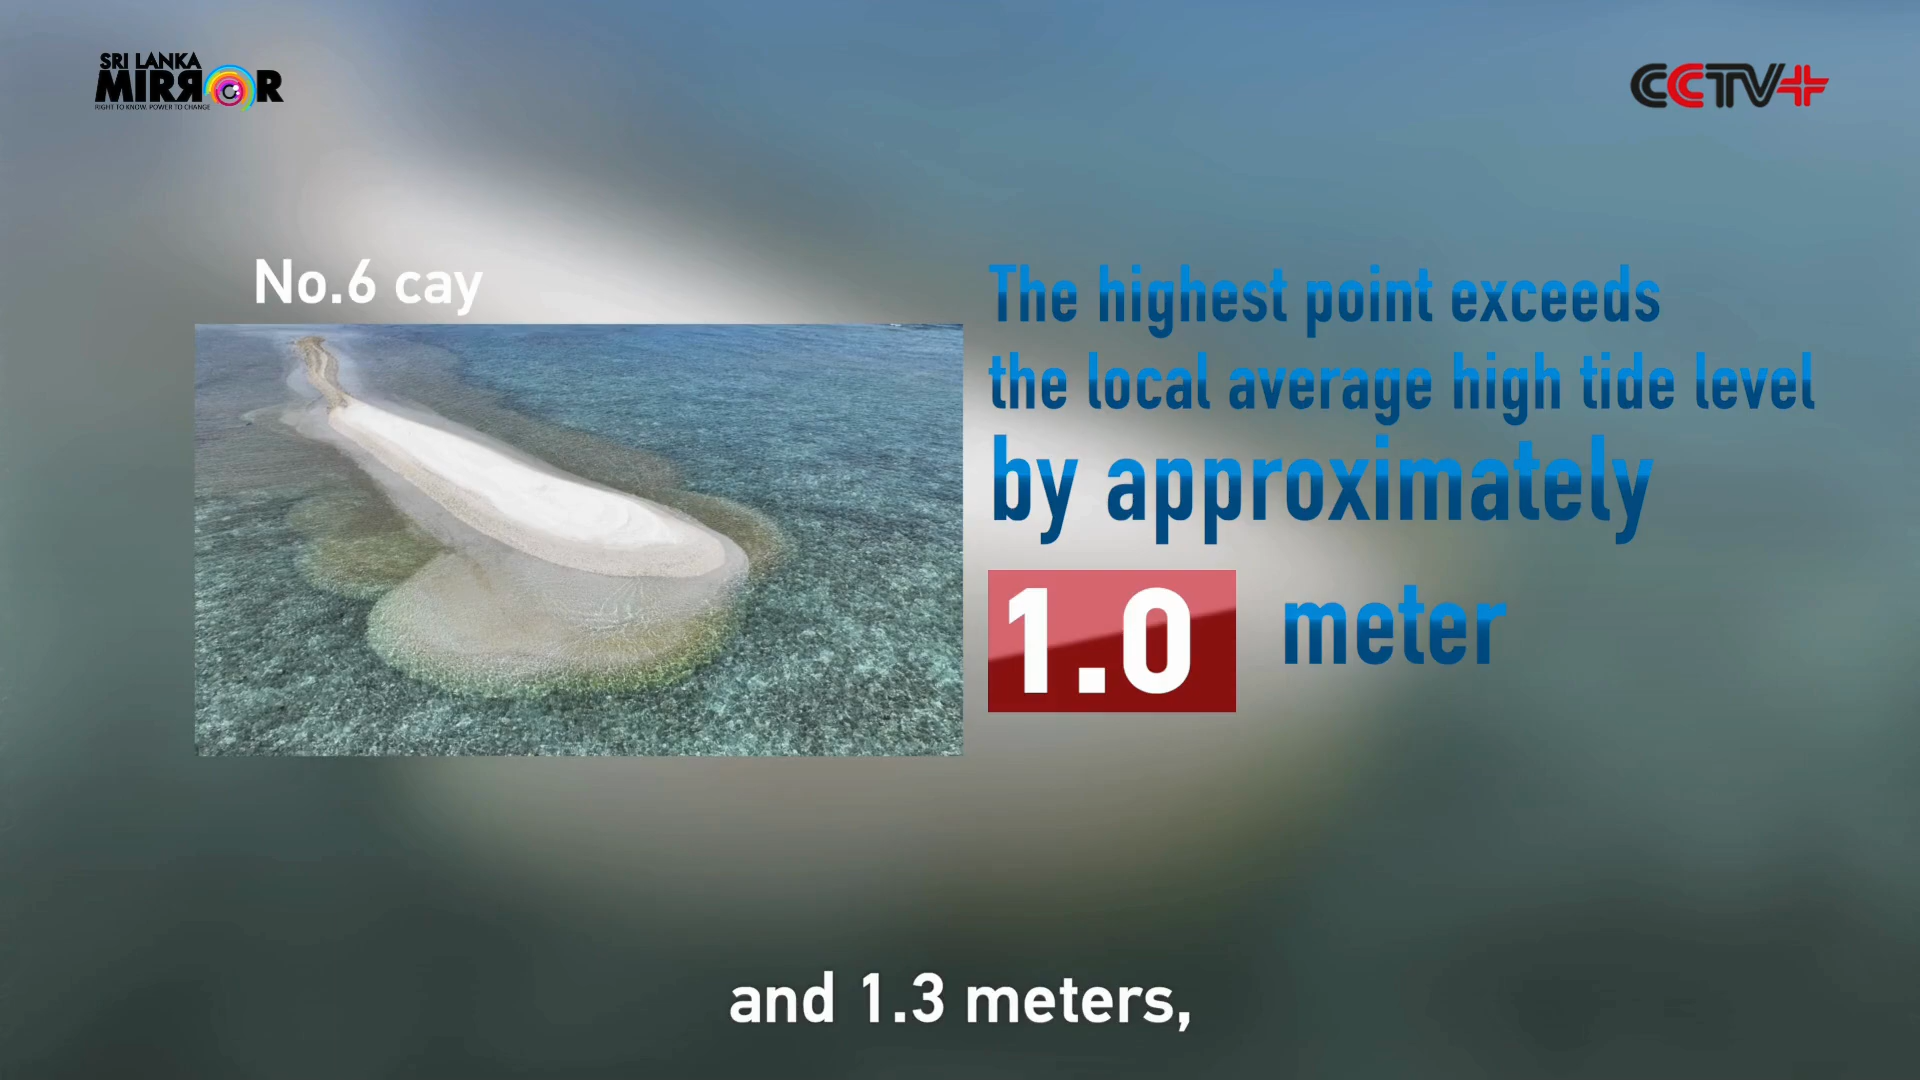 SRI LANKA
MIRROR
RIGHT TO KNOW. POWER TO CHANGE
CCTV+
No.6 cay
The highest point exceeds
the local average high tide level
by approximately
1.0 meter
and 1.3 meters,